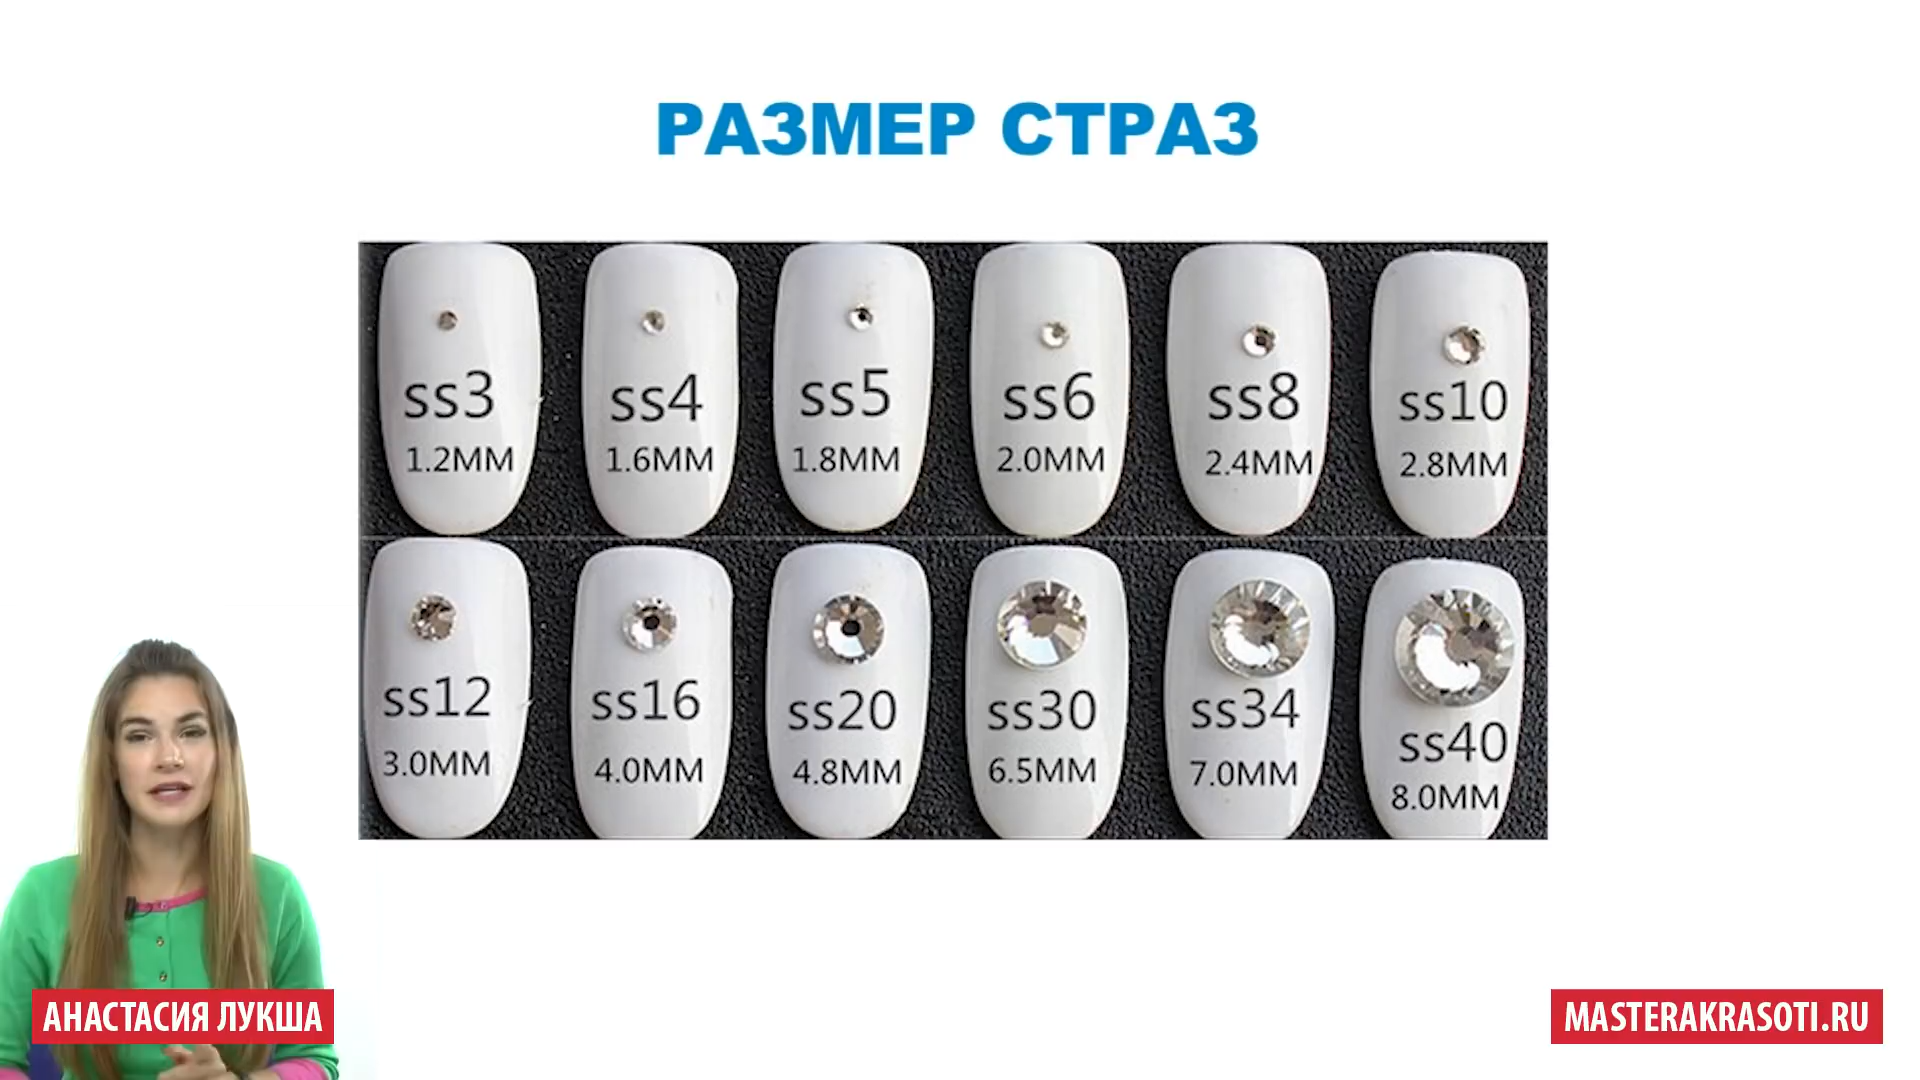 РАЗМЕР СТРАЗ
ss3
1.2MM
ss4
1.6MM
ss5
1.8MM
ss6
2.0MM
ss8
2.4MM
ss10
2.8MM
ss12
3.0MM
ss16
4.0MM
ss20
4.8MM
ss30
6.5MM
ss34
7.0MM
ss40
8.0MM
АНАСТАСИЯ ЛУКША
MASTERAKRASOTI.RU